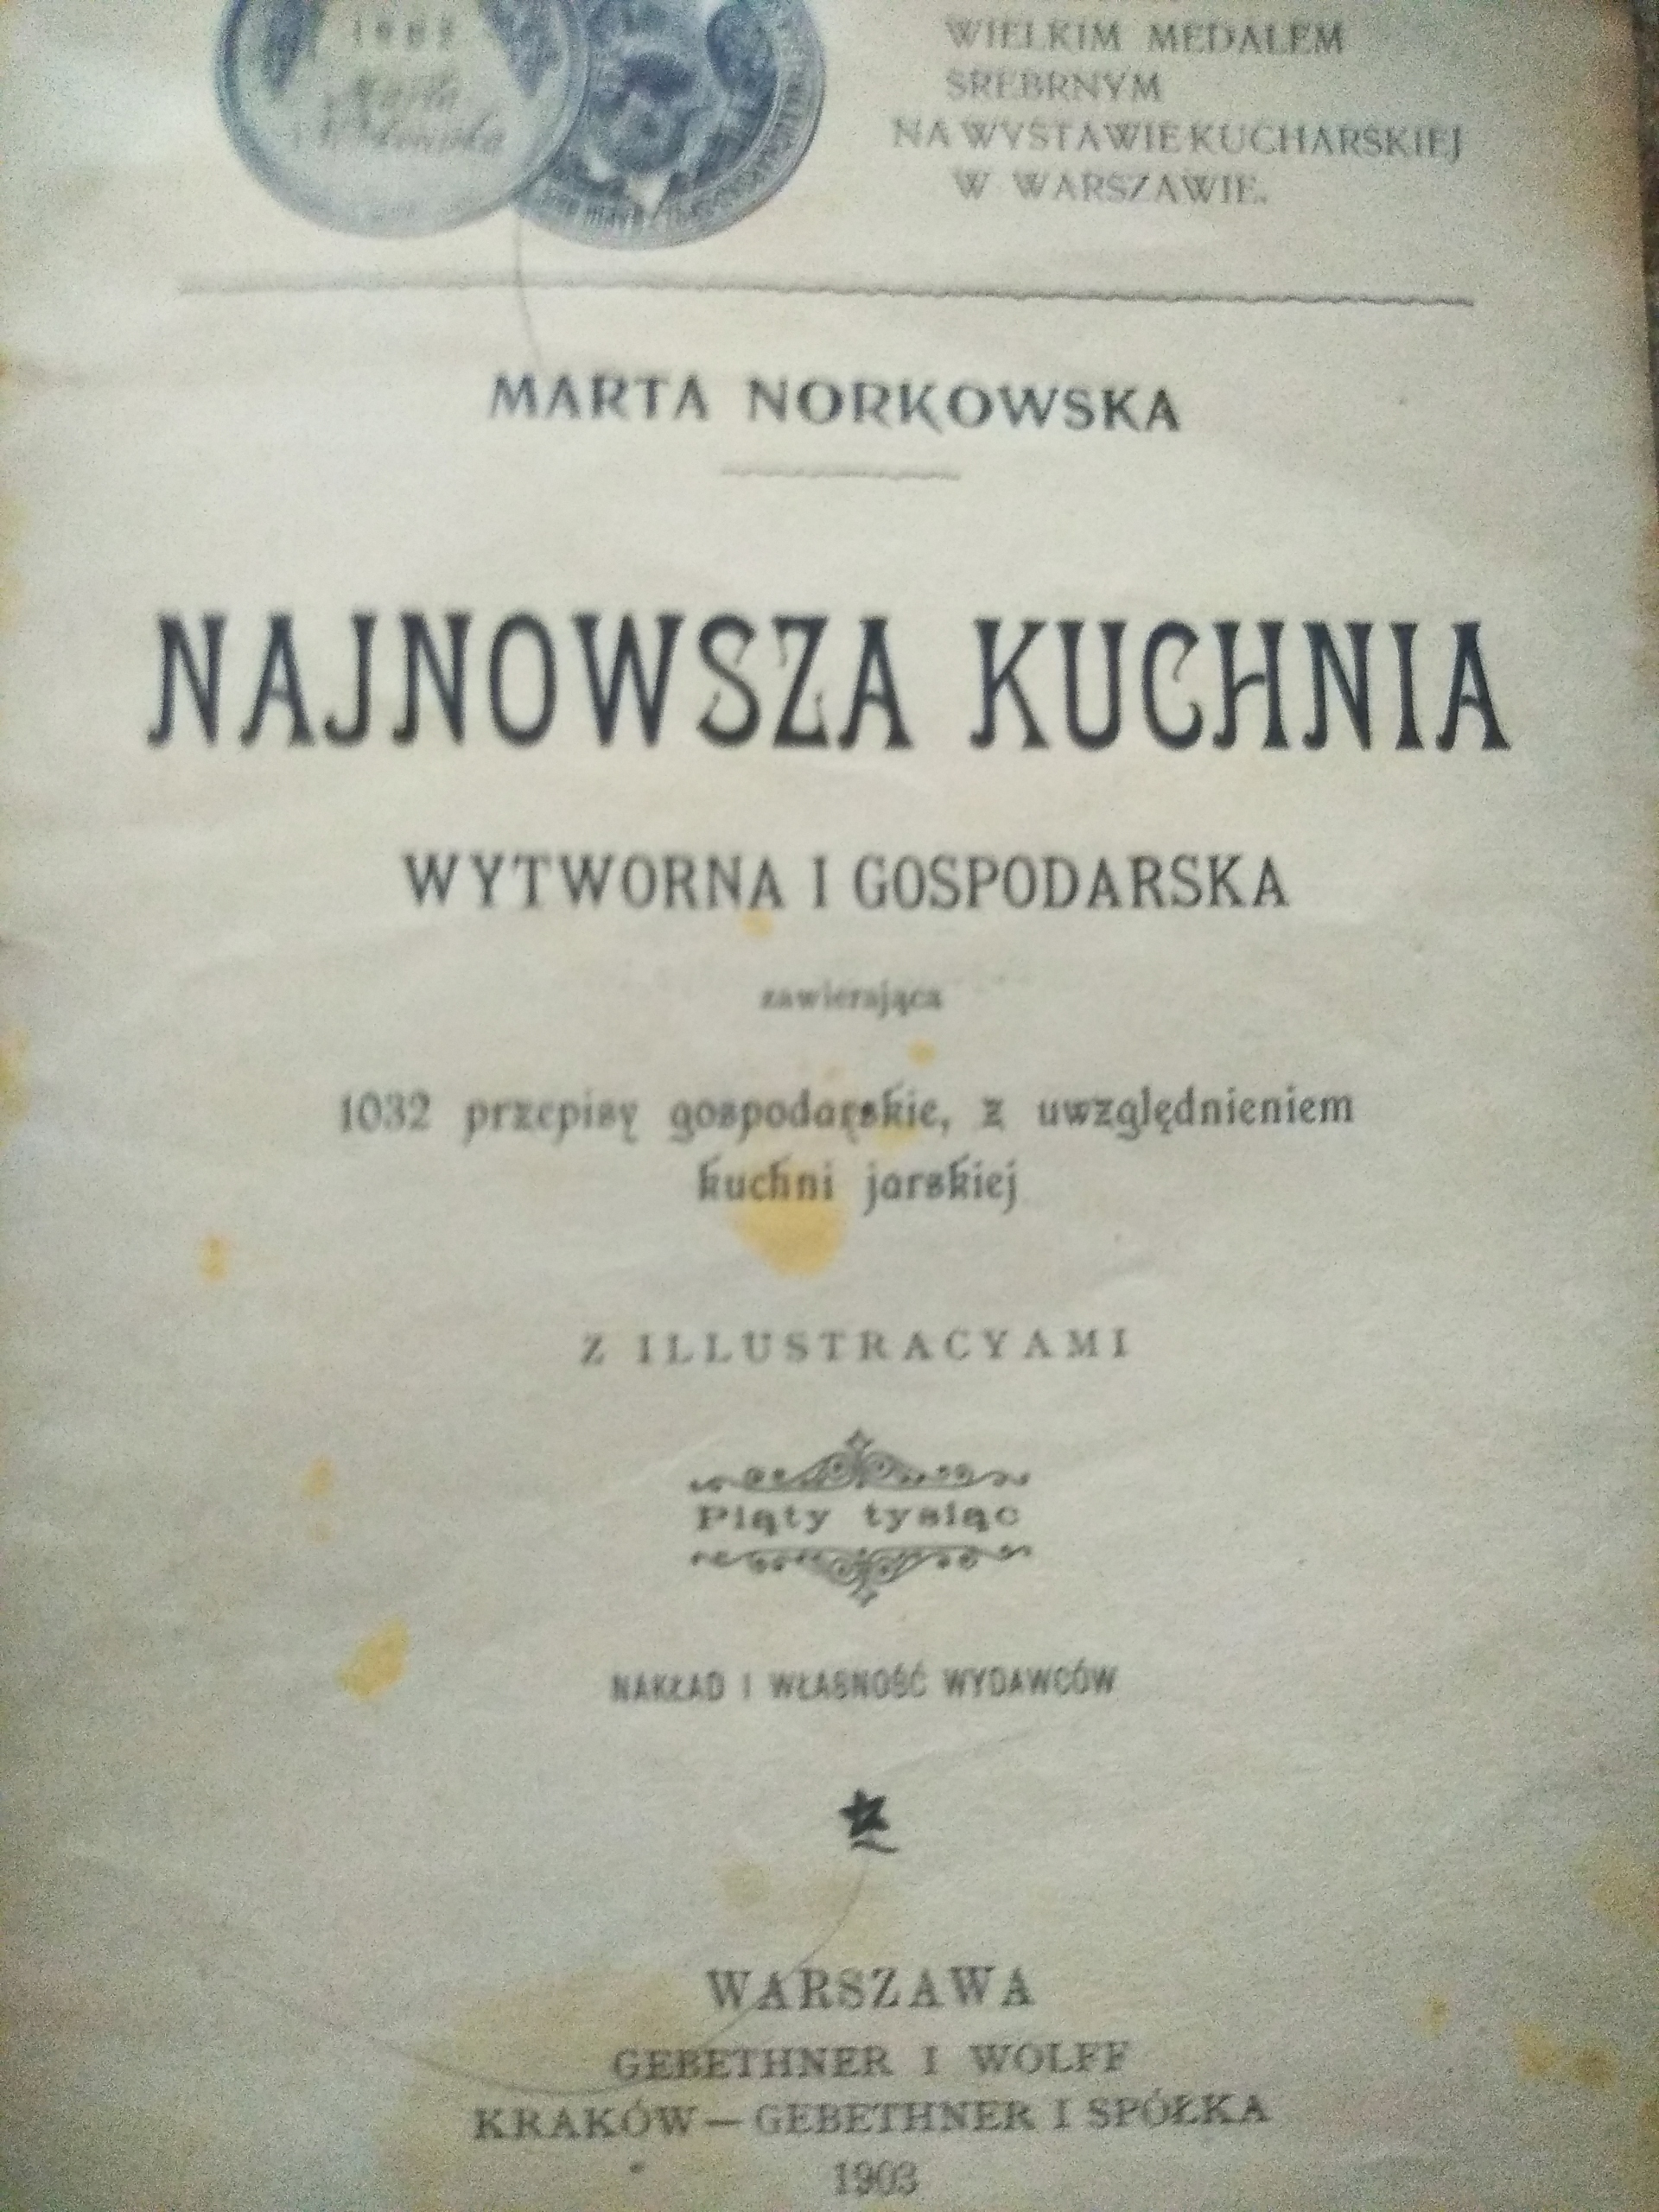 WIELKIM MEDALEM
SREBRNYM
NA WYSTAWIE KUCHARSKIEJ
W WARSZAWIE.
MARTA NORKOWSKA
NAJNOWSZA KUCHNIA
WYTWORNA I GOSPODARSKA
zawierająca
1032 przepisy gospodarskie, z uwzględnieniem
kuchni jarskiej
Z ILLUSTRACYAMI
Piąty tysiąc
NAKŁAD I WŁASNOŚĆ WYDAWCÓW
WARSZAWA
GEBETHNER I WOLFF
KRAKÓW—GEBETHNER I SPÓŁKA
1903